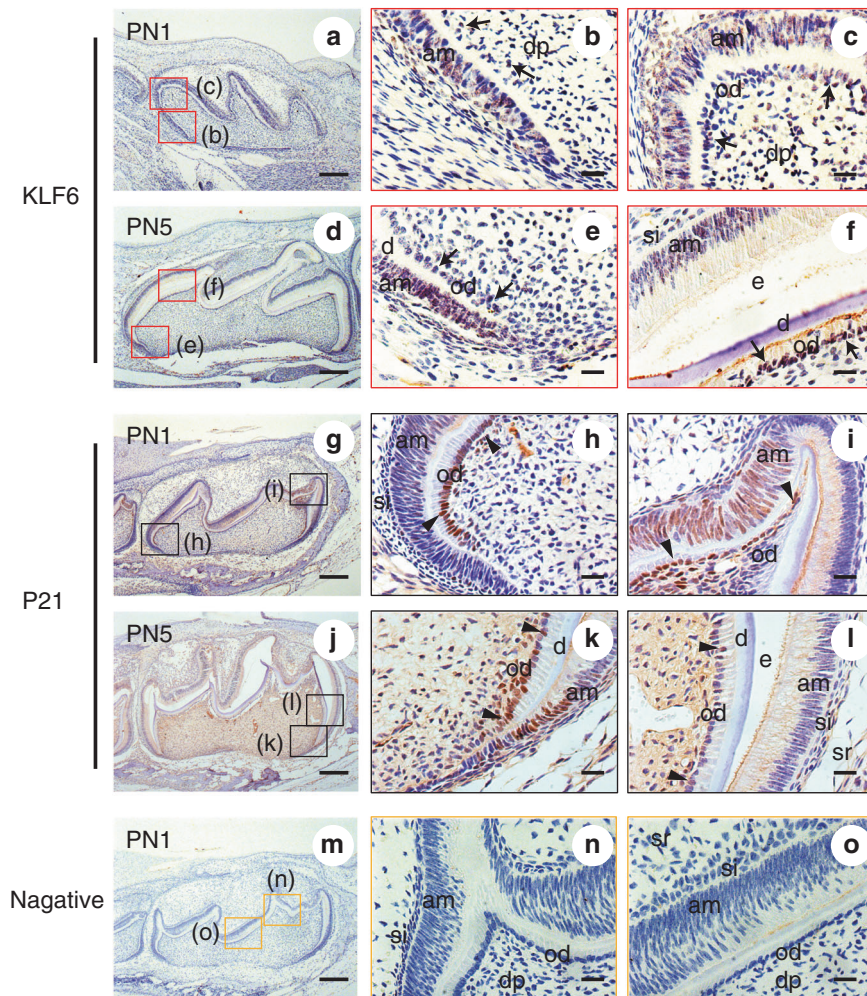 KLF6
PN1
a
(c)
(b)
b
dp
am
c
am
od
dp
PN5
d
(f)
(e)
e
d
am
od
f
si
am
e
d
od
P21
PN1
g
(i)
(h)
h
am
od
si
i
am
od
PN5
j
(l)
(k)
k
d
od
am
l
d
e
am
od
si
sr
Nagative
PN1
m
(n)
(o)
n
am
si
od
dp
o
sr
si
am
od
dp